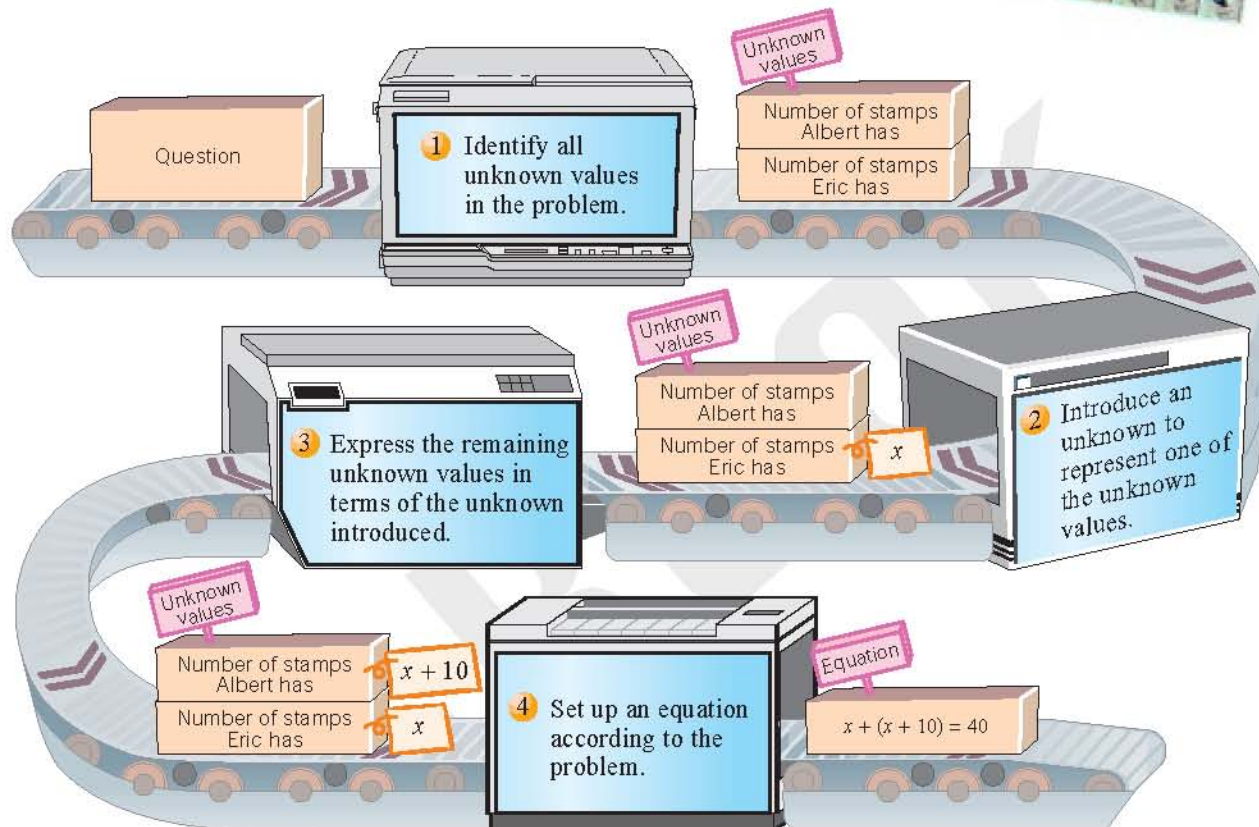 Question
1 Identify all
unknown values
in the problem.
Unknown
values
Number of stamps
Albert has
Number of stamps
Eric has
2 Introduce an
unknown to
represent one of
the unknown
values.
Unknown
values
Number of stamps
Albert has
Number of stamps
Eric has
x
3 Express the remaining
unknown values in
terms of the unknown
introduced.
Unknown
values
Number of stamps
Albert has
x + 10
Number of stamps
Eric has
x
4 Set up an equation
according to the
problem.
Equation
x + (x + 10) = 40